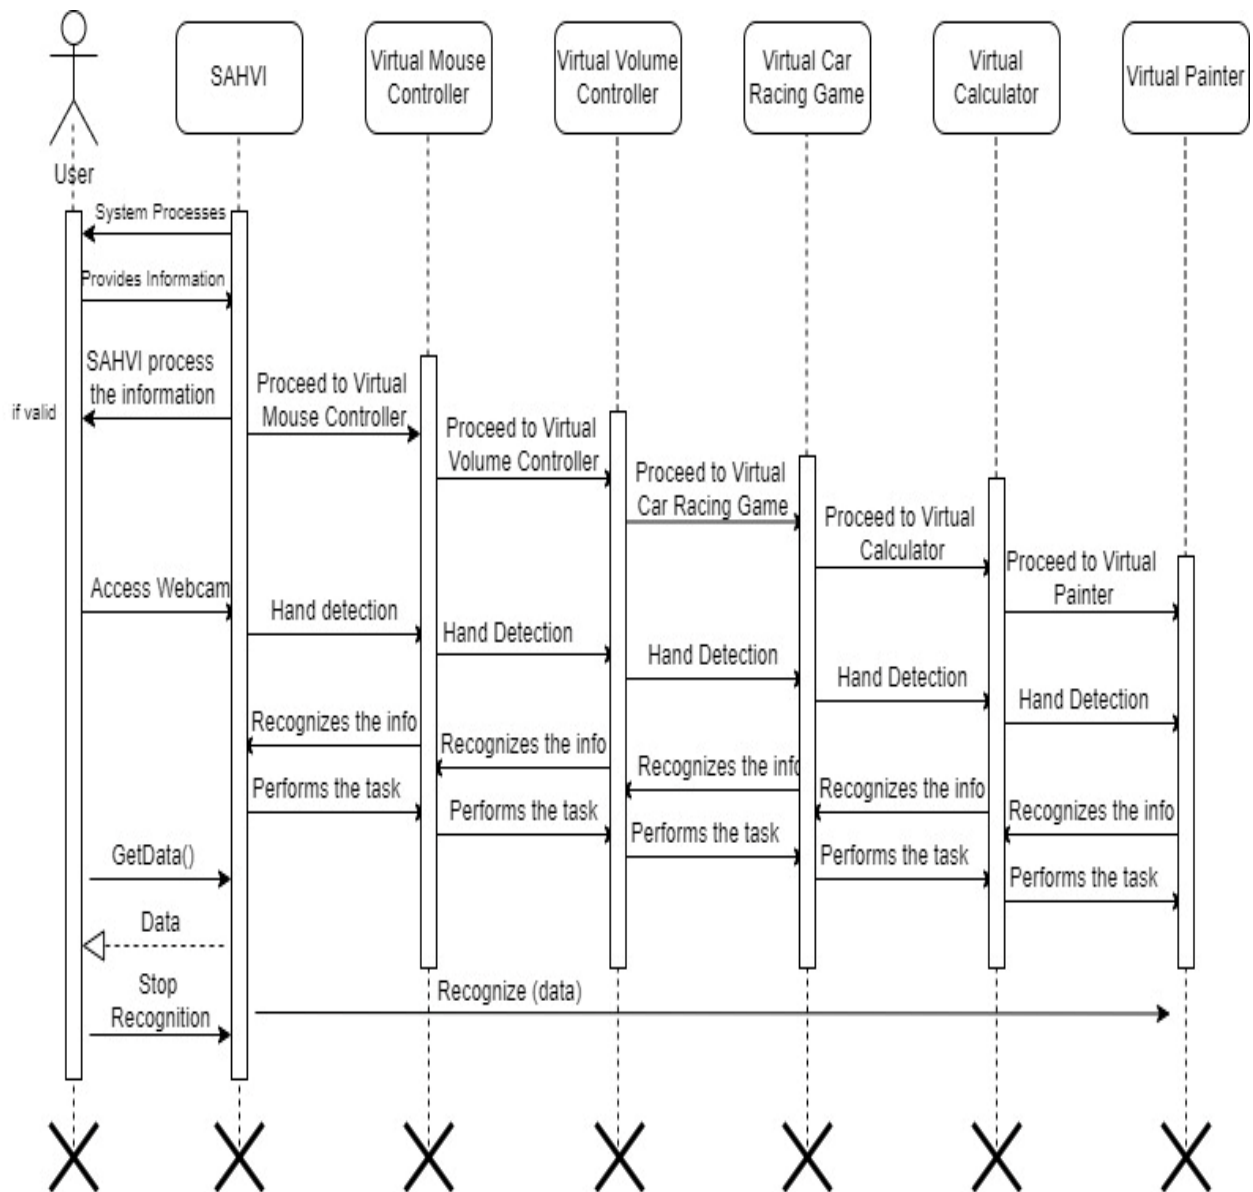 SAHVI
Virtual Mouse
Controller
Virtual Volume
Controller
Virtual Car
Racing Game
Virtual
Calculator
Virtual Painter
User
System Processes
Provides Information
SAHVI process
the information
if valid
Proceed to Virtual
Mouse Controller
Proceed to Virtual
Volume Controller
Proceed to Virtual
Car Racing Game
Proceed to Virtual
Calculator
Proceed to Virtual
Painter
Access Webcam
Hand detection
Hand Detection
Hand Detection
Hand Detection
Hand Detection
Recognizes the info
Recognizes the info
Recognizes the info
Recognizes the info
Recognizes the info
Performs the task
Performs the task
Performs the task
Performs the task
Performs the task
GetData()
Data
Stop
Recognition
Recognize (data)